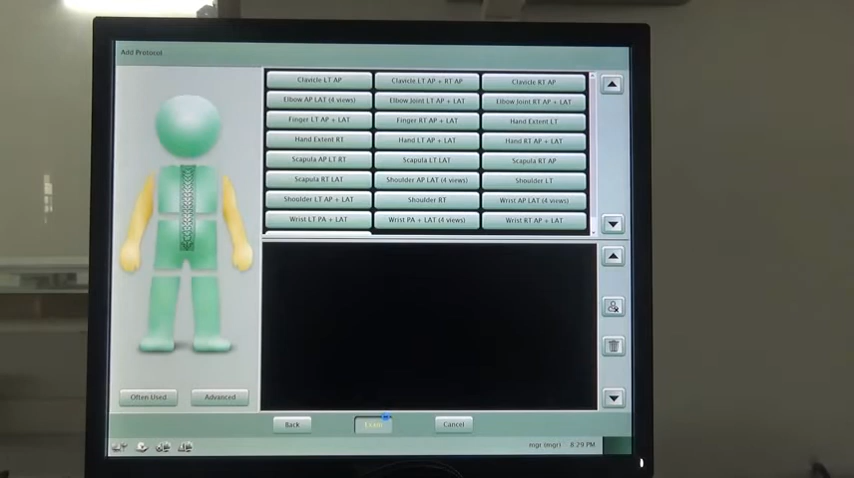 Add Protocol
Clavicle LT AP
Clavicle LT AP + RT AP
Clavicle RT AP
Elbow AP LAT (4 views)
Elbow Joint LT AP + LAT
Elbow Joint RT AP + LAT
Finger LT AP + LAT
Finger RT AP + LAT
Hand Extent LT
Hand Extent RT
Hand LT AP + LAT
Hand RT AP + LAT
Scapula AP LT RT
Scapula LT LAT
Scapula RT AP
Scapula RT LAT
Shoulder AP LAT (4 views)
Shoulder LT
Shoulder LT AP + LAT
Shoulder RT
Wrist AP LAT (4 views)
Wrist LT PA + LAT
Wrist PA + LAT (4 views)
Wrist RT AP + LAT
Often Used
Advanced
Back
Exam
Cancel
mgr (mgr) 8:29 PM